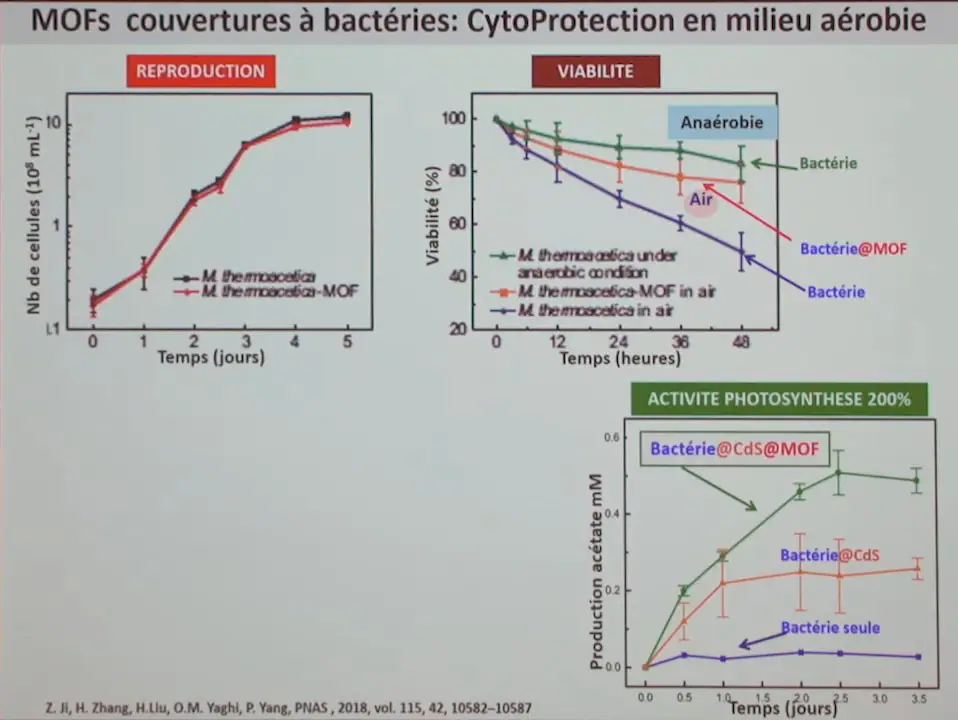 MOFs couvertures à bactéries: CytoProtection en milieu aérobie
REPRODUCTION
Nb de cellules (10⁸ mL⁻¹)
10
1
M. thermoacetica
M. thermoacetica-MOF
0 1 2 3 4 5
Temps (jours)
VIABILITE
Viabilité (%)
100
80
60
40
20
Anaérobie
Bactérie
Air
Bactérie@MOF
Bactérie
M. thermoacetica under
anaerobic condition
M. thermoacetica-MOF in air
M. thermoacetica in air
0 12 24 36 48
Temps (heures)
ACTIVITE PHOTOSYNTHESE 200%
Production acétate mM
0.6
0.4
0.2
0.0
Bactérie@CdS@MOF
Bactérie@CdS
Bactérie seule
0.0 0.5 1.0 1.5 2.0 2.5 3.0 3.5
Temps (jours)
Z. Ji, H. Zhang, H.Liu, O.M. Yaghi, P. Yang, PNAS , 2018, vol. 115, 42, 10582–10587